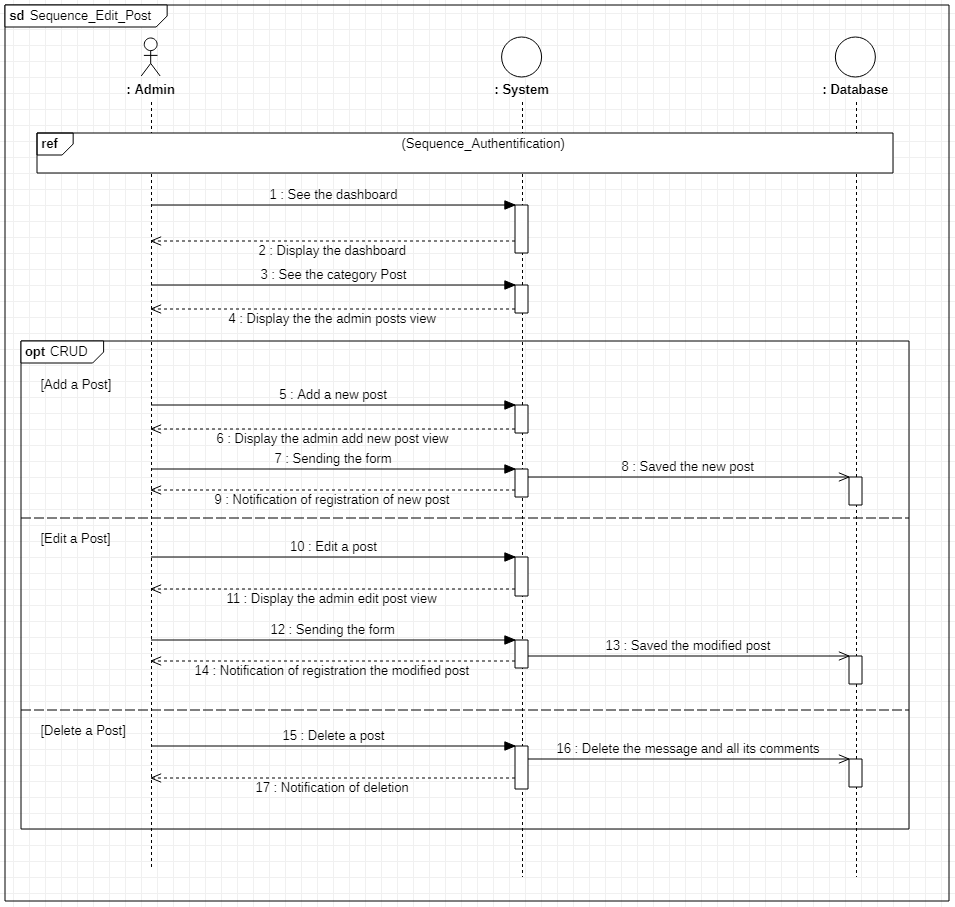 sd Sequence_Edit_Post
: Admin
: System
: Database
ref
(Sequence_Authentification)
1 : See the dashboard
2 : Display the dashboard
3 : See the category Post
4 : Display the the admin posts view
opt CRUD
[Add a Post]
5 : Add a new post
6 : Display the admin add new post view
7 : Sending the form
8 : Saved the new post
9 : Notification of registration of new post
[Edit a Post]
10 : Edit a post
11 : Display the admin edit post view
12 : Sending the form
13 : Saved the modified post
14 : Notification of registration the modified post
[Delete a Post]
15 : Delete a post
16 : Delete the message and all its comments
17 : Notification of deletion